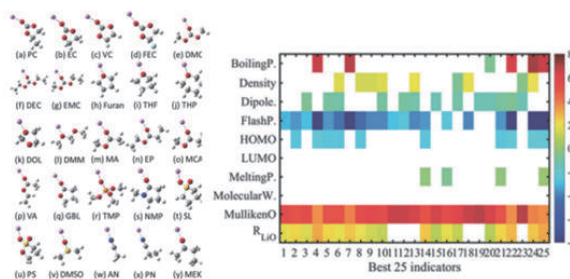 (a) PC (b) EC (c) VC (d) FEC (e) DMC
(f) DEC (g) EMC (h) Furan (i) THF (j) THP
(k) DOL (l) DMM (m) MA (n) EP (o) MCA
(p) VA (q) GBL (r) TMP (s) NMP (t) SL
(u) PS (v) DMSO (w) AN (x) PN (y) MEK
BoilingP.
Density
Dipole.
FlashP.
HOMO
LUMO
MeltingP.
MolecularW.
MullikenO
R LiO
1 2 3 4 5 6 7 8 9 10 11 12 13 14 15 16 17 18 19 20 21 22 23 24 25
Best 25 indicators